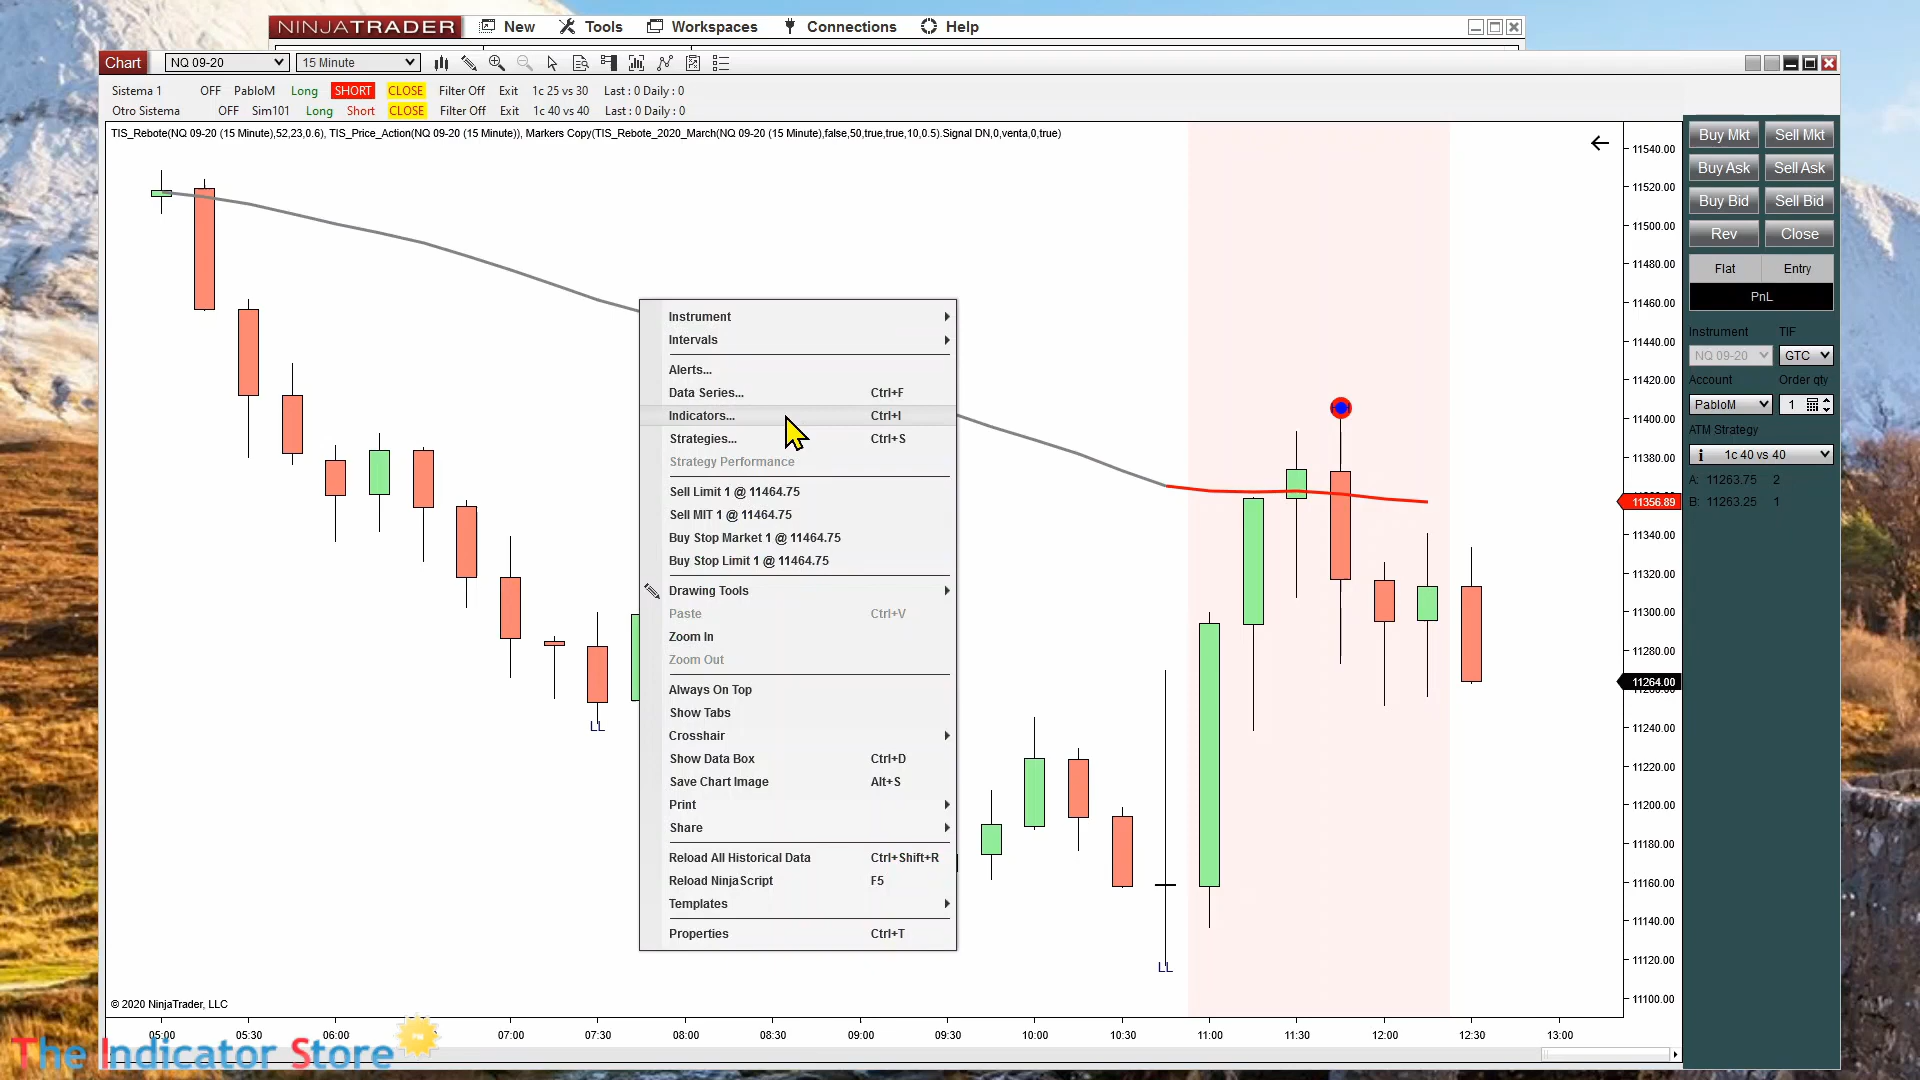 NINJATRADER New Tools Workspaces Connections Help
Chart NQ 09-20 15 Minute
Sistema 1 OFF PabloM Long SHORT CLOSE Filter Off Exit 1c 25 vs 30 Last : 0 Daily : 0
Otro Sistema OFF Sim101 Long Short CLOSE Filter Off Exit 1c 40 vs 40 Last : 0 Daily : 0
TIS_Rebote(NQ 09-20 (15 Minute),52,23,0.6), TIS_Price_Action(NQ 09-20 (15 Minute)), Markers Copy(TIS_Rebote_2020_March(NQ 09-20 (15 Minute),false,50,true,true,10,0.5).Signal DN,0,venta,0,true)
Instrument
Intervals
Alerts...
Data Series... Ctrl+F
Indicators... Ctrl+I
Strategies... Ctrl+S
Strategy Performance
Sell Limit 1 @ 11464.75
Sell MIT 1 @ 11464.75
Buy Stop Market 1 @ 11464.75
Buy Stop Limit 1 @ 11464.75
Drawing Tools
Paste Ctrl+V
Zoom In
Zoom Out
Always On Top
Show Tabs
Crosshair
Show Data Box Ctrl+D
Save Chart Image Alt+S
Print
Share
Reload All Historical Data Ctrl+Shift+R
Reload NinjaScript F5
Templates
Properties Ctrl+T
LL
LL
11540.00
11520.00
11500.00
11480.00
11460.00
11440.00
11420.00
11400.00
11380.00
11356.89
11340.00
11320.00
11300.00
11280.00
11264.00
11240.00
11220.00
11200.00
11180.00
11160.00
11140.00
11120.00
11100.00
Buy Mkt Sell Mkt
Buy Ask Sell Ask
Buy Bid Sell Bid
Rev Close
Flat Entry
PnL
Instrument TIF
NQ 09-20 GTC
Account Order qty
PabloM 1
ATM Strategy
1c 40 vs 40
A: 11263.75 2
B: 11263.25 1
© 2020 NinjaTrader, LLC
05:00 05:30 06:00 07:00 07:30 08:00 08:30 09:00 09:30 10:00 10:30 11:00 11:30 12:00 12:30 13:00
The Indicator Store